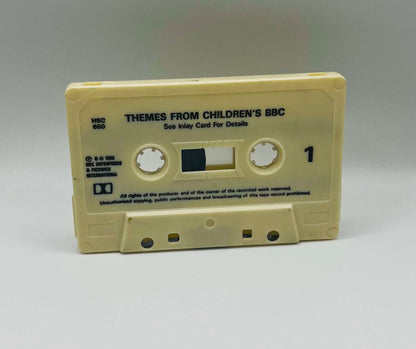 THEMES FROM CHILDREN'S BBC
See Inlay Card For Details
HSC
650
BBC ENTERPRISES
& PICKWICK
INTERNATIONAL
1
All rights of the producer and of the owner of the recorded work reserved.
Unauthorised copying, public performances and broadcasting of this tape record prohibited.